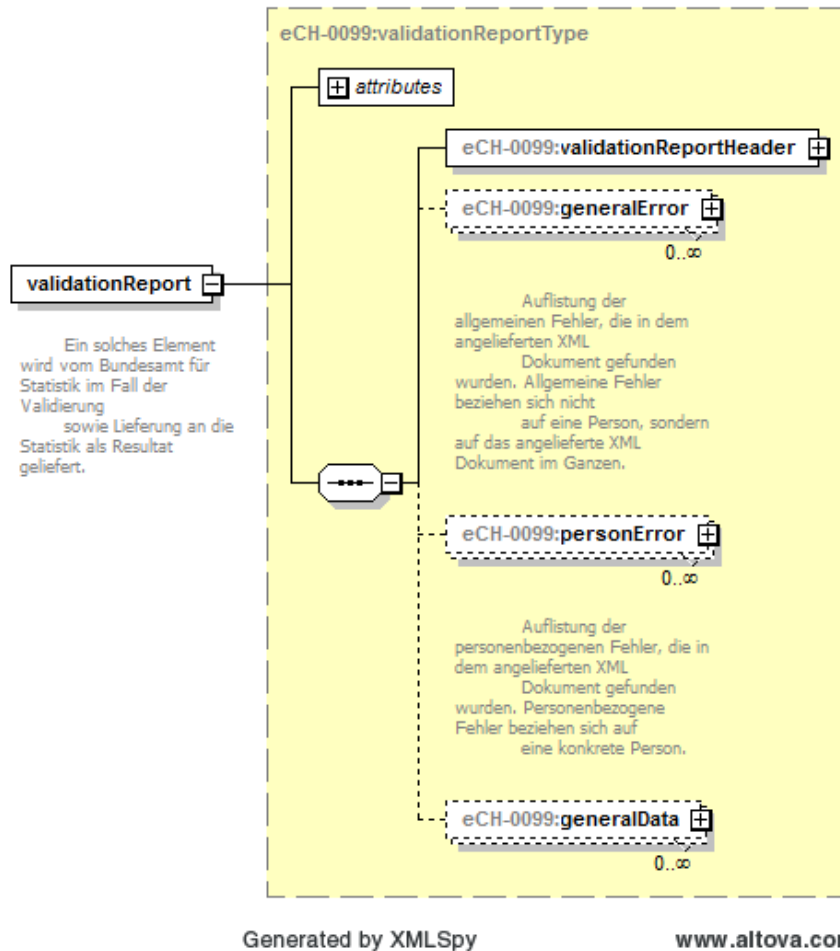 eCH-0099:validationReportType
attributes
eCH-0099:validationReportHeader
eCH-0099:generalError
0..∞
Auflistung der
allgemeinen Fehler, die in dem
angelieferten XML
Dokument gefunden
wurden. Allgemeine Fehler
beziehen sich nicht
auf eine Person, sondern
auf das angelieferte XML
Dokument im Ganzen.
validationReport
Ein solches Element
wird vom Bundesamt für
Statistik im Fall der
Validierung
sowie Lieferung an die
Statistik als Resultat
geliefert.
eCH-0099:personError
0..∞
Auflistung der
personenbezogenen Fehler, die in
dem angelieferten XML
Dokument gefunden
wurden. Personenbezogene
Fehler beziehen sich auf
eine konkrete Person.
eCH-0099:generalData
0..∞
Generated by XMLSpy
www.altova.com